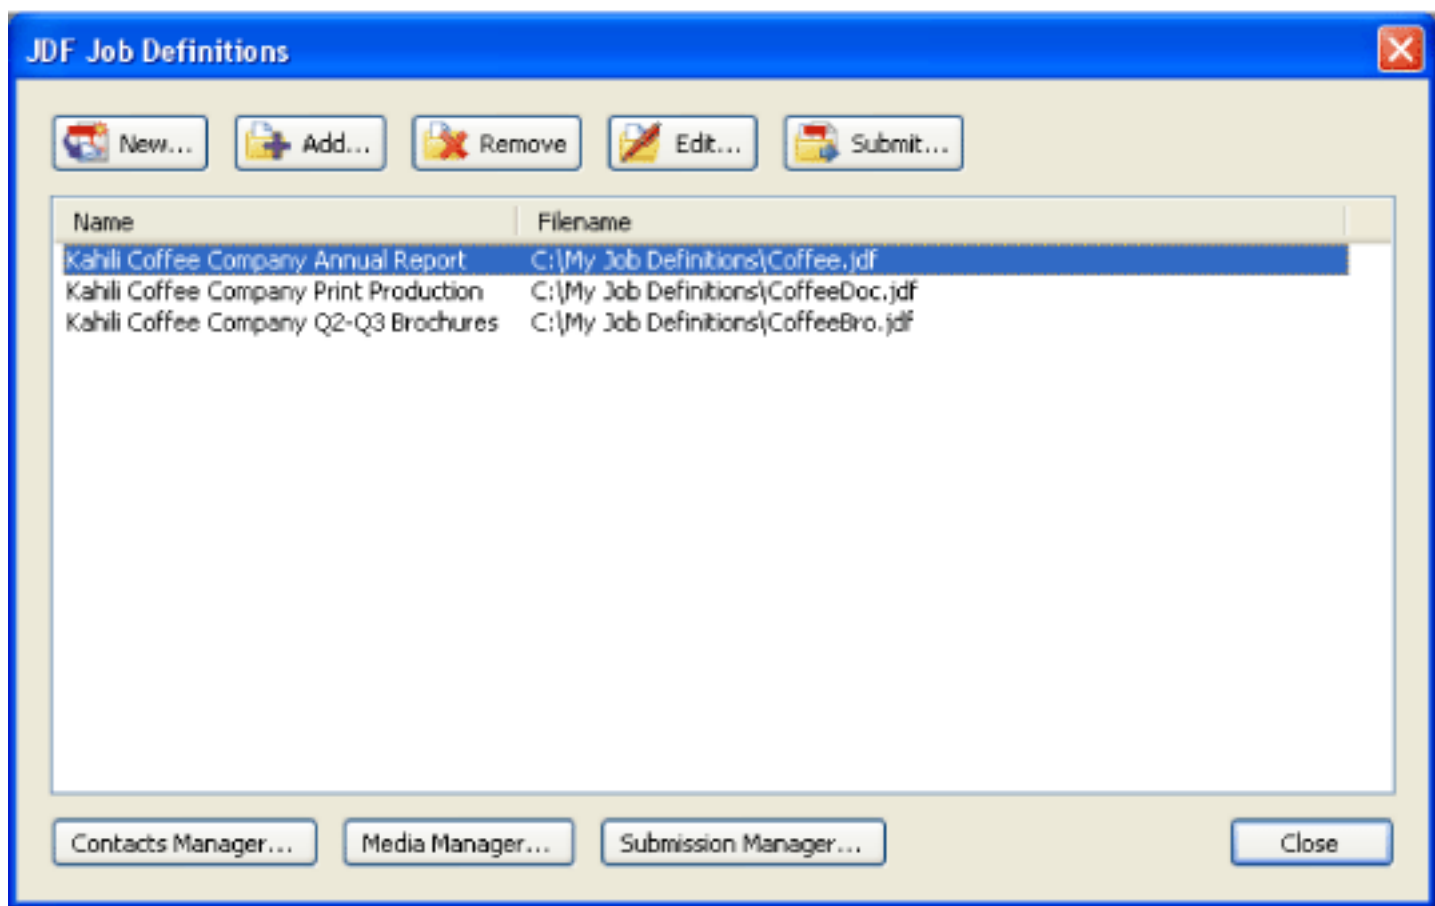 JDF Job Definitions
New... Add... Remove Edit... Submit...
Name Filename
Kahili Coffee Company Annual Report C:\My Job Definitions\Coffee.jdf
Kahili Coffee Company Print Production C:\My Job Definitions\CoffeeDoc.jdf
Kahili Coffee Company Q2-Q3 Brochures C:\My Job Definitions\CoffeeBro.jdf
Contacts Manager... Media Manager... Submission Manager... Close